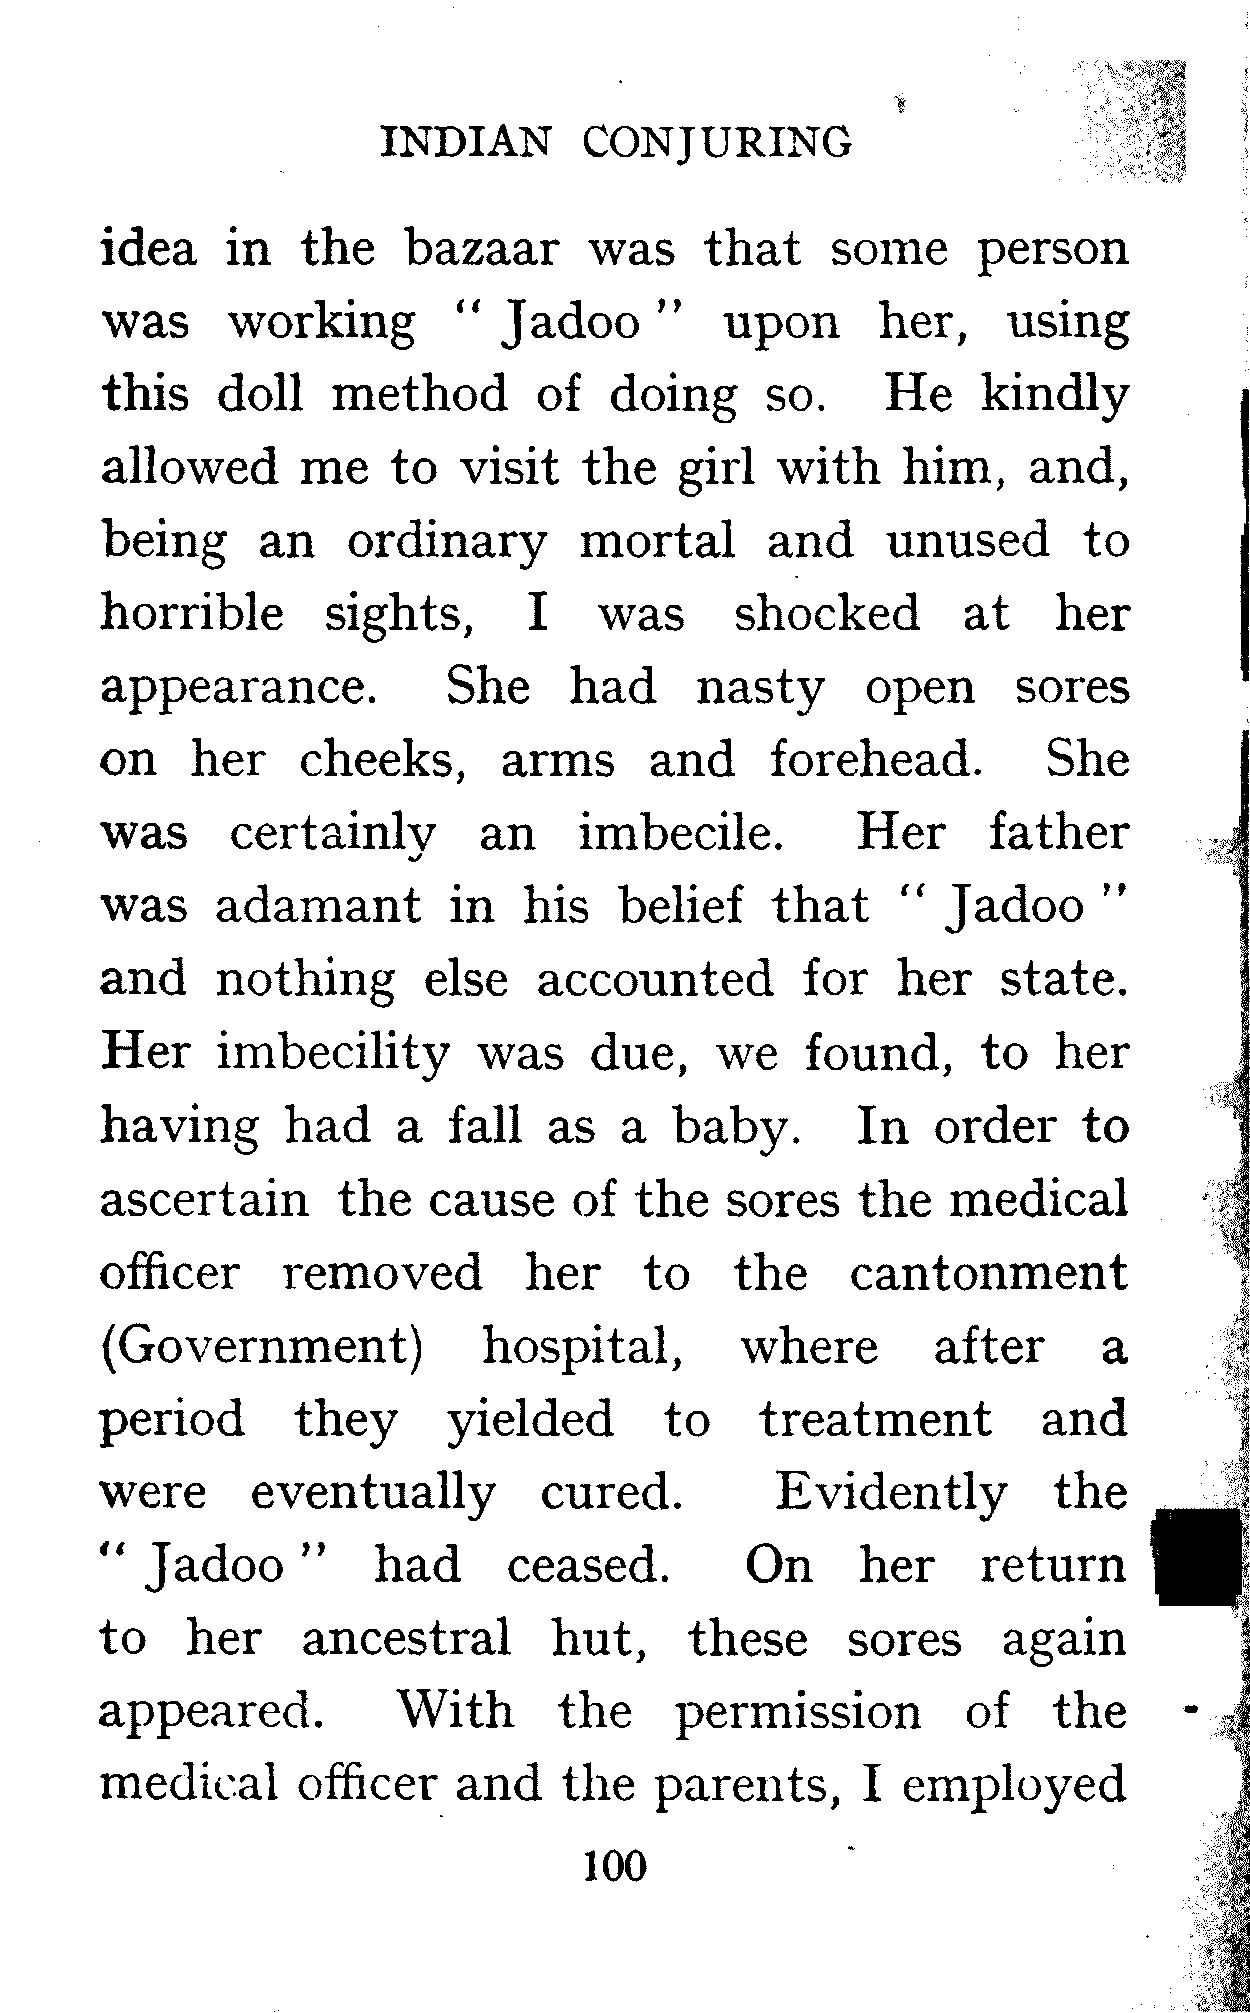 INDIAN CONJURING
idea in the bazaar was that some person
was working “ Jadoo ” upon her, using
this doll method of doing so. He kindly
allowed me to visit the girl with him, and,
being an ordinary mortal and unused to
horrible sights, I was shocked at her
appearance. She had nasty open sores
on her cheeks, arms and forehead. She
was certainly an imbecile. Her father
was adamant in his belief that “ Jadoo ”
and nothing else accounted for her state.
Her imbecility was due, we found, to her
having had a fall as a baby. In order to
ascertain the cause of the sores the medical
officer removed her to the cantonment
(Government) hospital, where after a
period they yielded to treatment and
were eventually cured. Evidently the
“ Jadoo ” had ceased. On her return
to her ancestral hut, these sores again
appeared. With the permission of the
medical officer and the parents, I employed
100